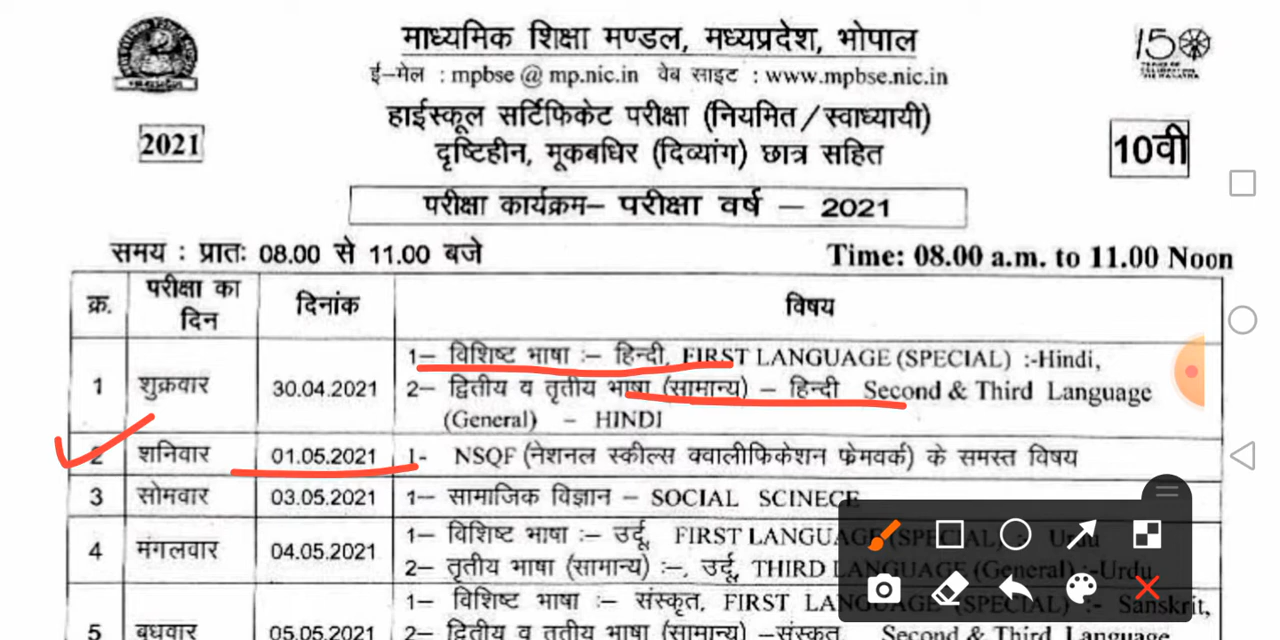 माध्यमिक शिक्षा मण्डल, मध्यप्रदेश, भोपाल
ई-मेल : mpbse @ mp.nic.in वेब साइट : www.mpbse.nic.in
हाईस्कूल सर्टिफिकेट परीक्षा (नियमित/स्वाध्यायी)
2021
दृष्टिहीन, मूकबधिर (दिव्यांग) छात्र सहित
10वी
परीक्षा कार्यक्रम– परीक्षा वर्ष – 2021
समय : प्रातः 08.00 से 11.00 बजे Time: 08.00 a.m. to 11.00 Noon
क्र. परीक्षा का दिन दिनांक विषय
1 शुक्रवार 30.04.2021 1– विशिष्ट भाषा :– हिन्दी, FIRST LANGUAGE (SPECIAL) :-Hindi,
2– द्वितीय व तृतीय भाषा (सामान्य) – हिन्दी Second & Third Language
(General) – HINDI
2 शनिवार 01.05.2021 1- NSQF (नेशनल स्कील्स क्वालीफिकेशन फ्रेमवर्क) के समस्त विषय
3 सोमवार 03.05.2021 1– सामाजिक विज्ञान – SOCIAL SCINECE
4 मंगलवार 04.05.2021 1– विशिष्ट भाषा :– उर्दू, FIRST LANGUAGE (SPECIAL) :- Urdu
2– तृतीय भाषा (सामान्य) :–, उर्दू, THIRD LANGUAGE (General) :-Urdu
5 बुधवार 05.05.2021 1– विशिष्ट भाषा :– संस्कृत, FIRST LANGUAGE (SPECIAL) :- Sanskrit,
2– द्वितीय व तृतीय भाषा (सामान्य) –संस्कृत, Second & Third Language